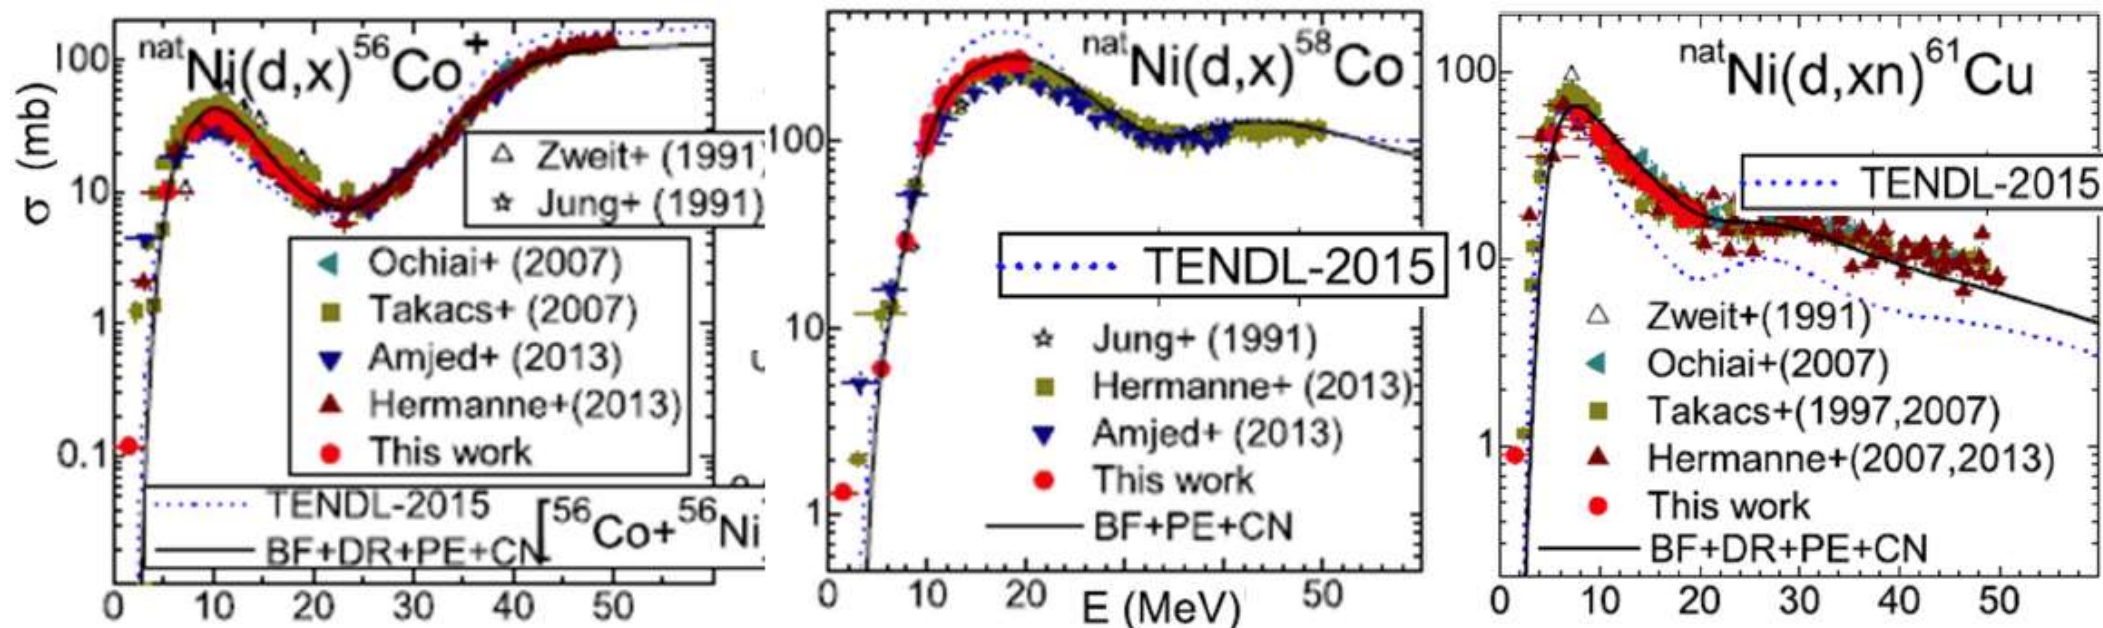 σ (mb)
100
10
1
0.1
0 10 20 30 40 50
natNi(d,x)56Co+
Zweit+ (1991)
Jung+ (1991)
Ochiai+ (2007)
Takacs+ (2007)
Amjed+ (2013)
Hermanne+(2013)
This work
TENDL-2015
BF+DR+PE+CN
[56Co+56Ni
100
10
1
0 10 20 50
E (MeV)
natNi(d,x)58Co
TENDL-2015
Jung+ (1991)
Hermanne+ (2013)
Amjed+ (2013)
This work
BF+PE+CN
100
10
1
0 10 20 30 40 50
natNi(d,xn)61Cu
TENDL-2015
Zweit+(1991)
Ochiai+(2007)
Takacs+(1997,2007)
Hermanne+(2007,2013)
This work
BF+DR+PE+CN